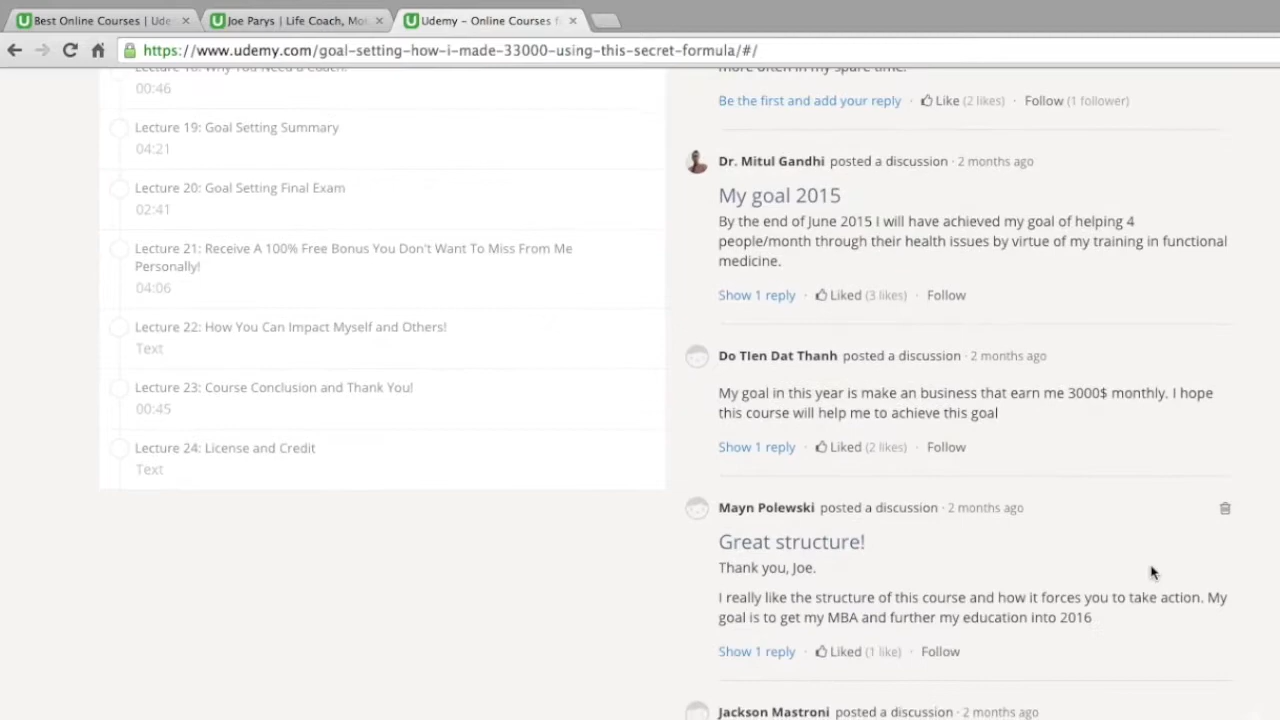 Best Online Courses | Ude
Joe Parys | Life Coach, Mo
Udemy – Online Courses f
https://www.udemy.com/goal-setting-how-i-made-33000-using-this-secret-formula/#/
Lecture 18: Why You Need a Coach!
00:46
Lecture 19: Goal Setting Summary
04:21
Lecture 20: Goal Setting Final Exam
02:41
Lecture 21: Receive A 100% Free Bonus You Don't Want To Miss From Me
Personally!
04:06
Lecture 22: How You Can Impact Myself and Others!
Text
Lecture 23: Course Conclusion and Thank You!
00:45
Lecture 24: License and Credit
Text
more often in my spare time.
Be the first and add your reply · Like (2 likes) · Follow (1 follower)
Dr. Mitul Gandhi posted a discussion · 2 months ago
My goal 2015
By the end of June 2015 I will have achieved my goal of helping 4
people/month through their health issues by virtue of my training in functional
medicine.
Show 1 reply · Liked (3 likes) · Follow
Do TIen Dat Thanh posted a discussion · 2 months ago
My goal in this year is make an business that earn me 3000$ monthly. I hope
this course will help me to achieve this goal
Show 1 reply · Liked (2 likes) · Follow
Mayn Polewski posted a discussion · 2 months ago
Great structure!
Thank you, Joe.
I really like the structure of this course and how it forces you to take action. My
goal is to get my MBA and further my education into 2016
Show 1 reply · Liked (1 like) · Follow
Jackson Mastroni posted a discussion · 2 months ago